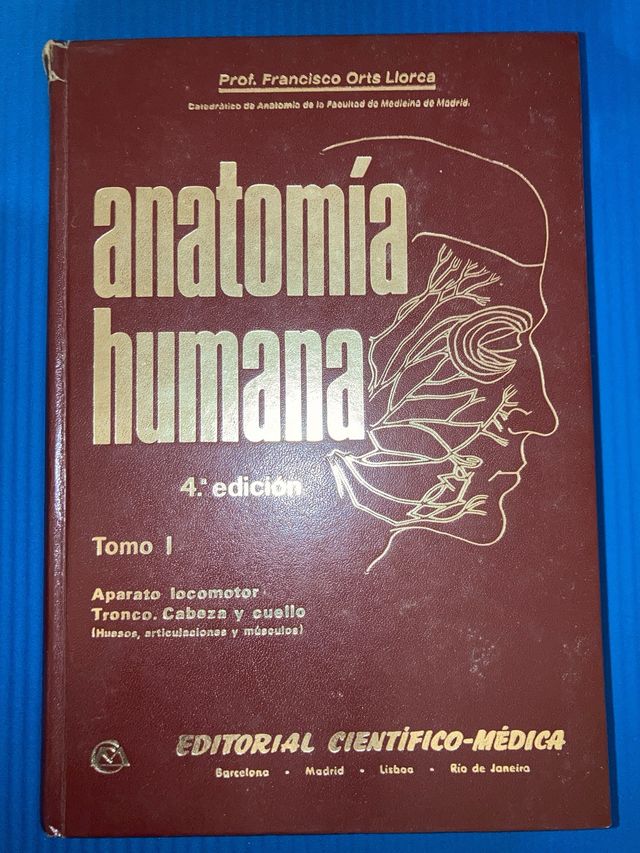 Prof. Francisco Orts Llorca
Catedrático de Anatomía de la Facultad de Medicina de Madrid.
anatomía
humana
4.ª edición
Tomo I
Aparato locomotor
Tronco. Cabeza y cuello
(Huesos, articulaciones y músculos)
EDITORIAL CIENTÍFICO-MÉDICA
Barcelona - Madrid - Lisboa - Río de Janeiro